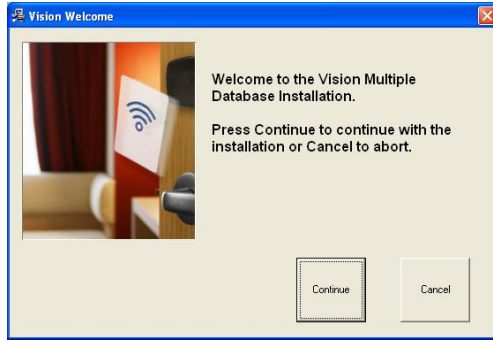 Vision Welcome
Welcome to the Vision Multiple
Database Installation.
Press Continue to continue with the
installation or Cancel to abort.
Continue
Cancel